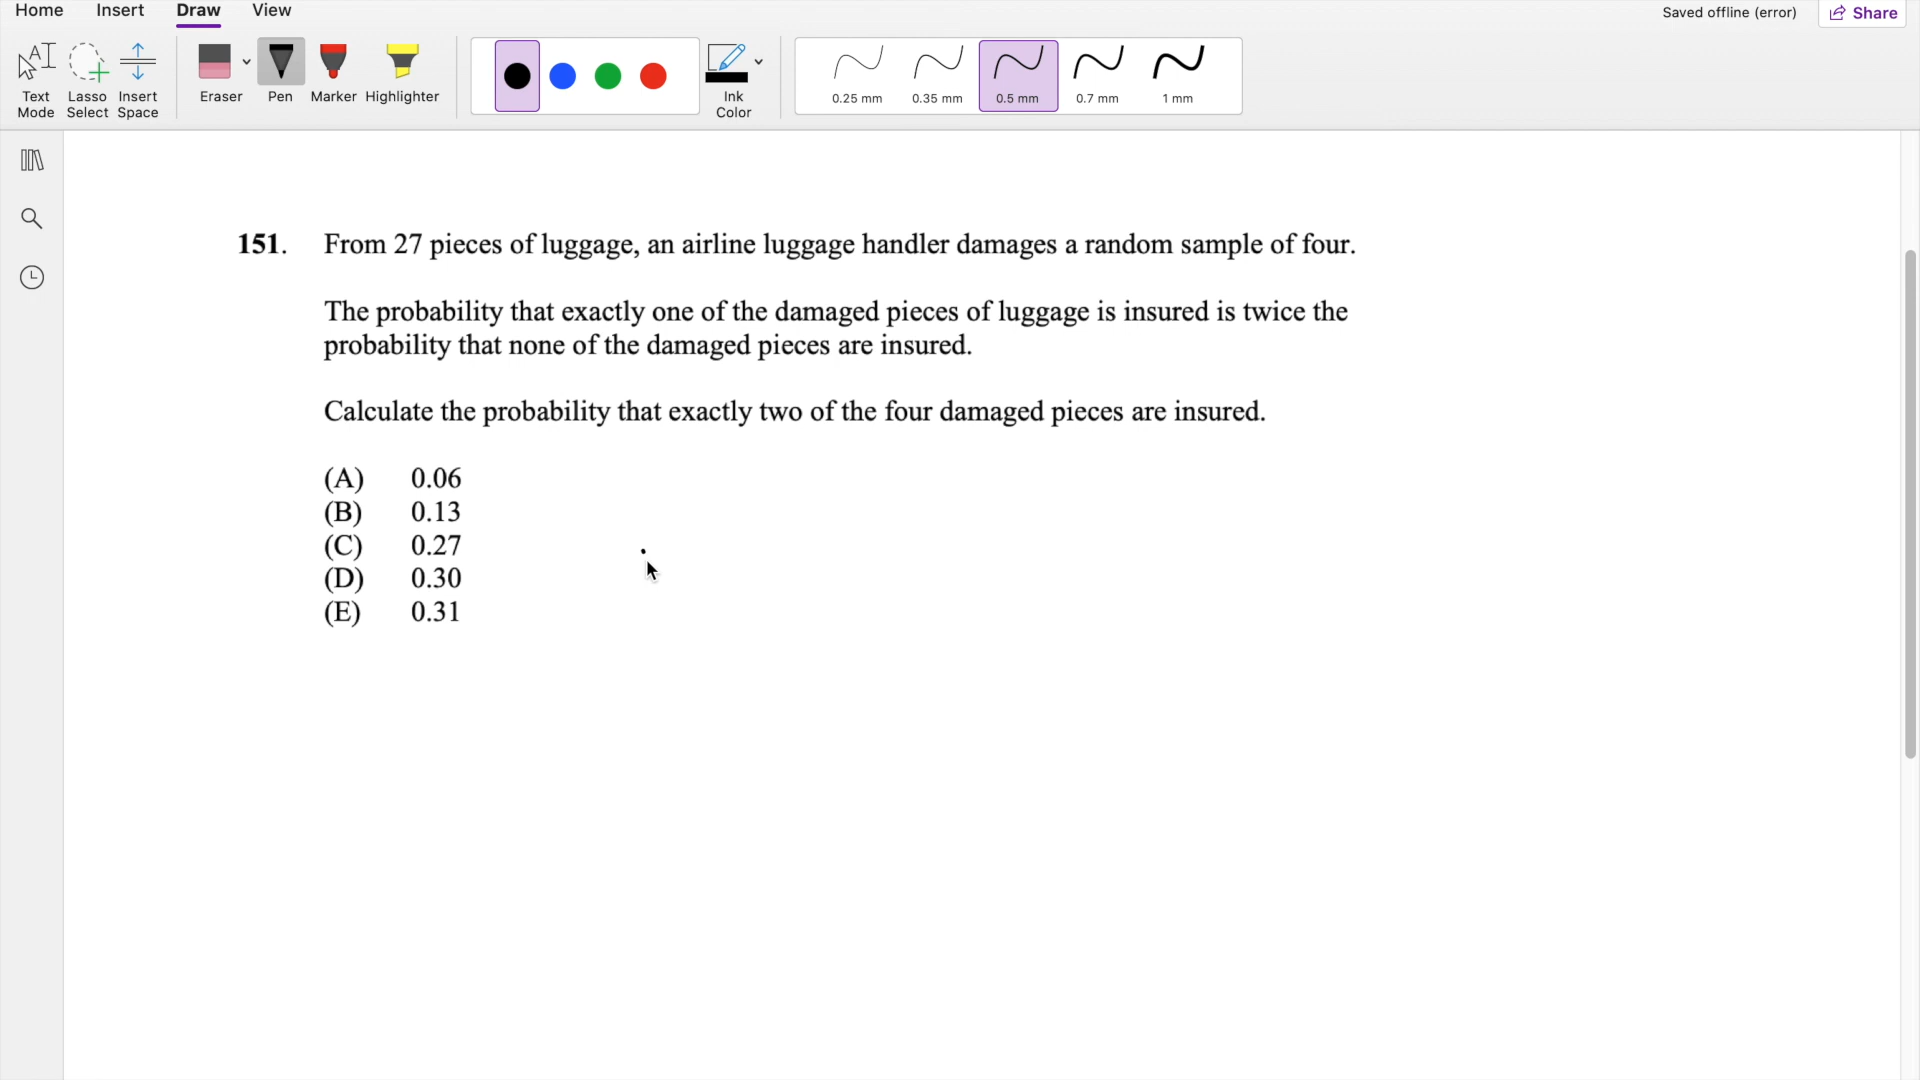 Home Insert Draw View
Saved offline (error) Share
Text Mode
Lasso Select
Insert Space
Eraser
Pen
Marker
Highlighter
Ink Color
0.25 mm
0.35 mm
0.5 mm
0.7 mm
1 mm
151. From 27 pieces of luggage, an airline luggage handler damages a random sample of four.
The probability that exactly one of the damaged pieces of luggage is insured is twice the
probability that none of the damaged pieces are insured.
Calculate the probability that exactly two of the four damaged pieces are insured.
(A) 0.06
(B) 0.13
(C) 0.27
(D) 0.30
(E) 0.31